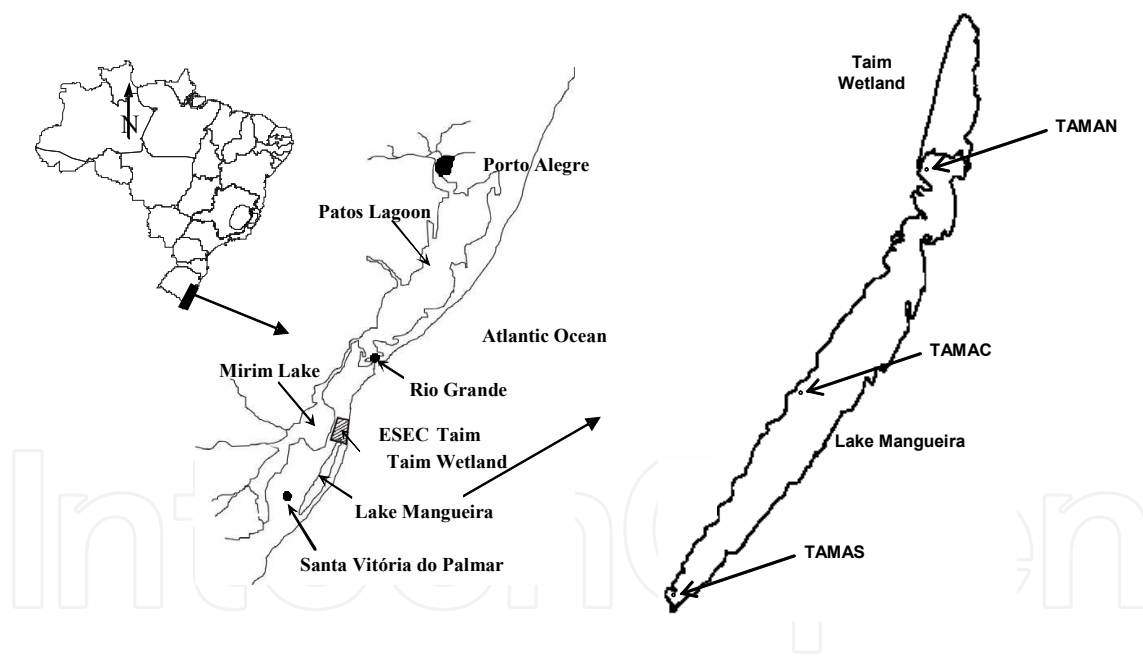 N
Porto Alegre
Patos Lagoon
Atlantic Ocean
Mirim Lake
Rio Grande
ESEC Taim
Taim Wetland
Lake Mangueira
Santa Vitória do Palmar
Taim
Wetland
TAMAN
TAMAC
Lake Mangueira
TAMAS
IntechOpen